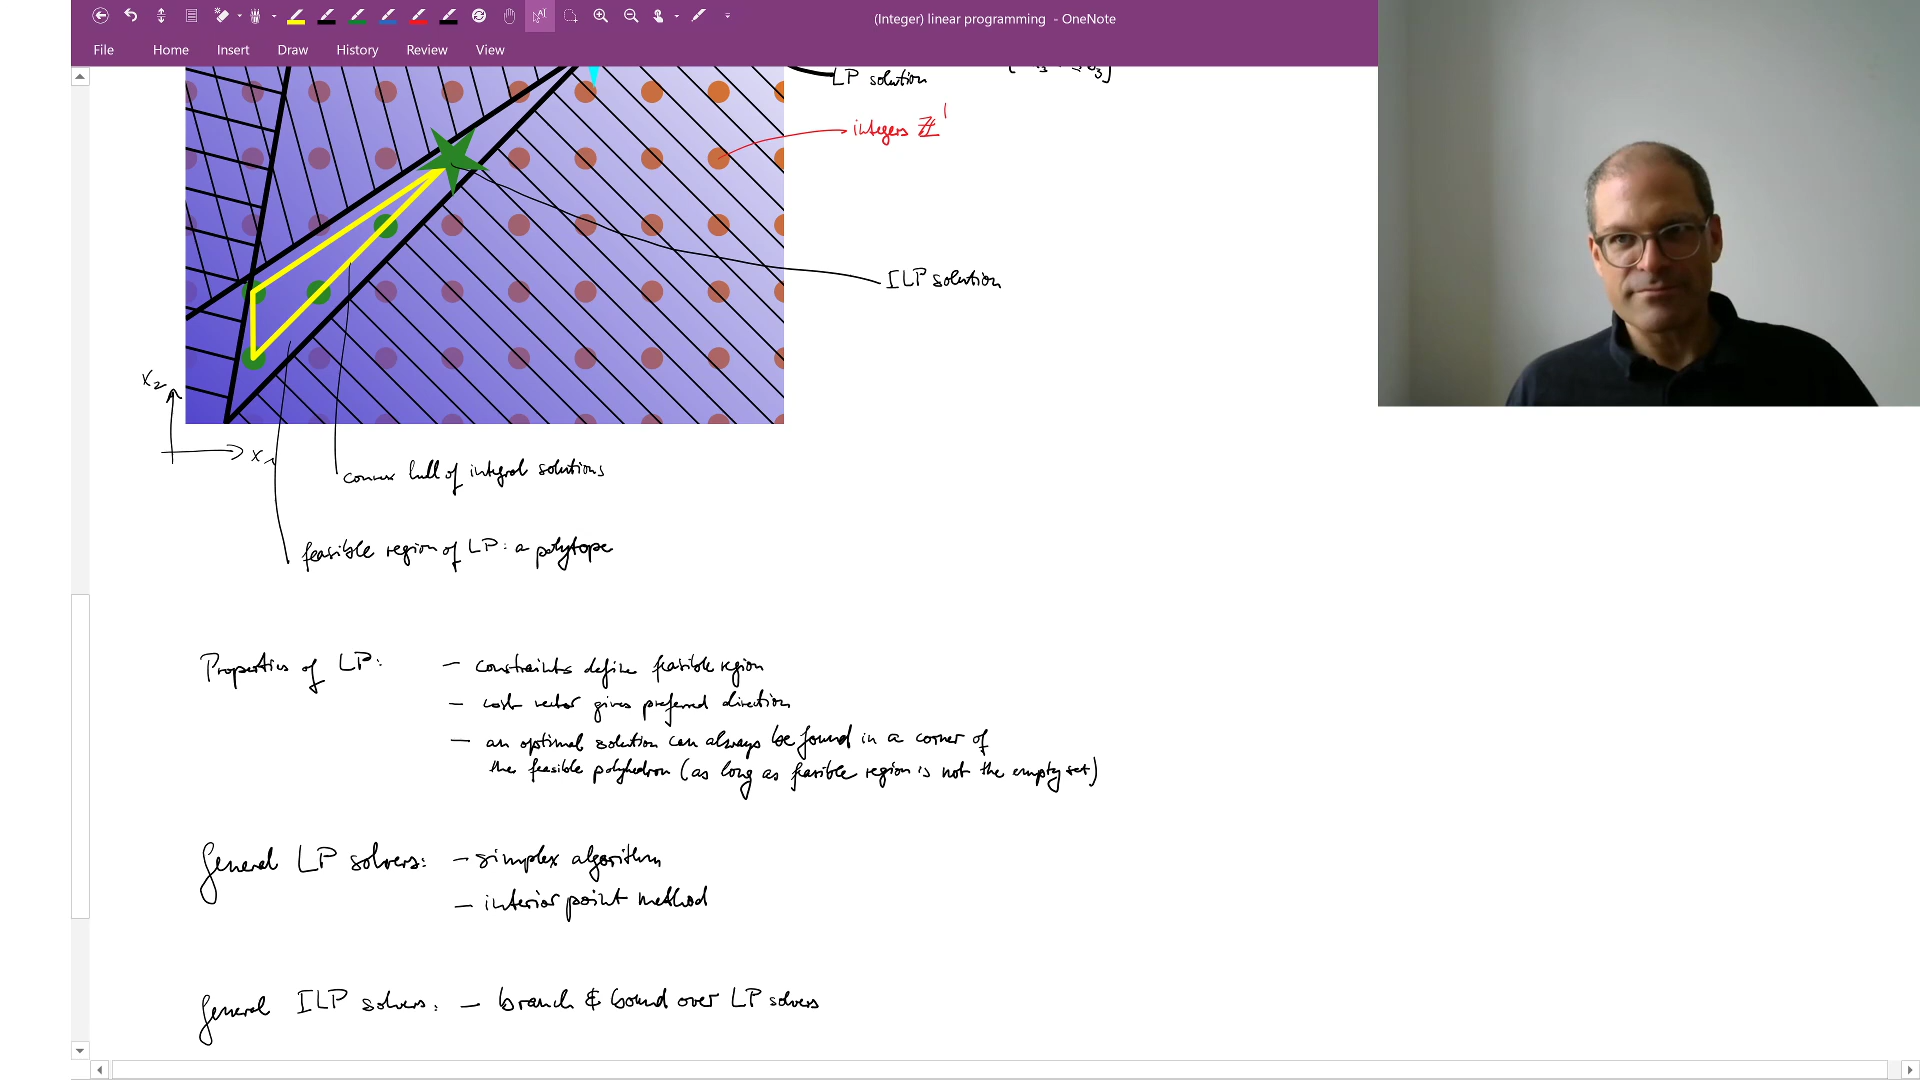 (Integer) linear programming - OneNote
File Home Insert Draw History Review View
LP solution
integers ℤ
ILP solution
x₂
x₁
convex hull of integral solutions
feasible region of LP: a polytope
Properties of LP: – constraints define feasible region
– cost vector gives preferred direction
– an optimal solution can always be found in a corner of
the feasible polyhedron (as long as feasible region is not the empty set)
General LP solvers: – simplex algorithm
– interior point method
General ILP solvers: – branch & bound over LP solvers